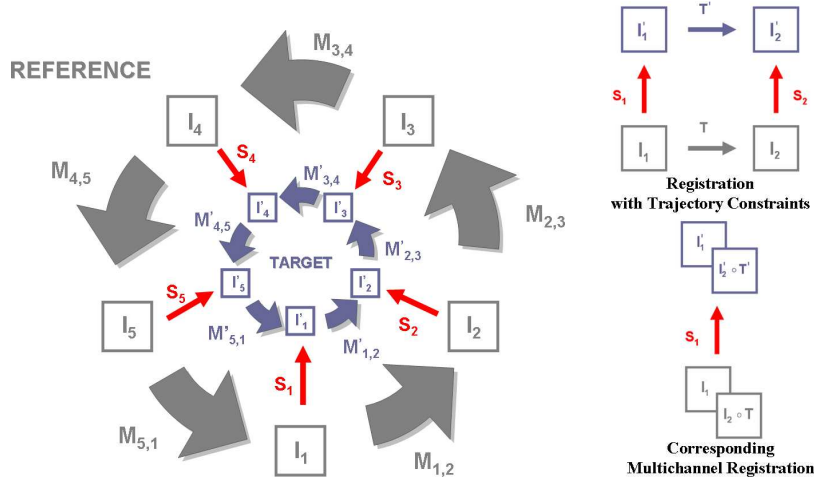 REFERENCE
M3,4
I4
I3
S4
S3
M'3,4
M4,5
I'4
I'3
M'4,5
M'2,3
M2,3
TARGET
I'5
I'2
S5
S2
I5
I'1
I2
M'5,1
M'1,2
S1
M5,1
I1
M1,2
T'
I'1
I'2
S1
S2
T
I1
I2
Registration
with Trajectory Constraints
I'1
I'2 ∘ T'
S1
I1
I2 ∘ T
Corresponding
Multichannel Registration